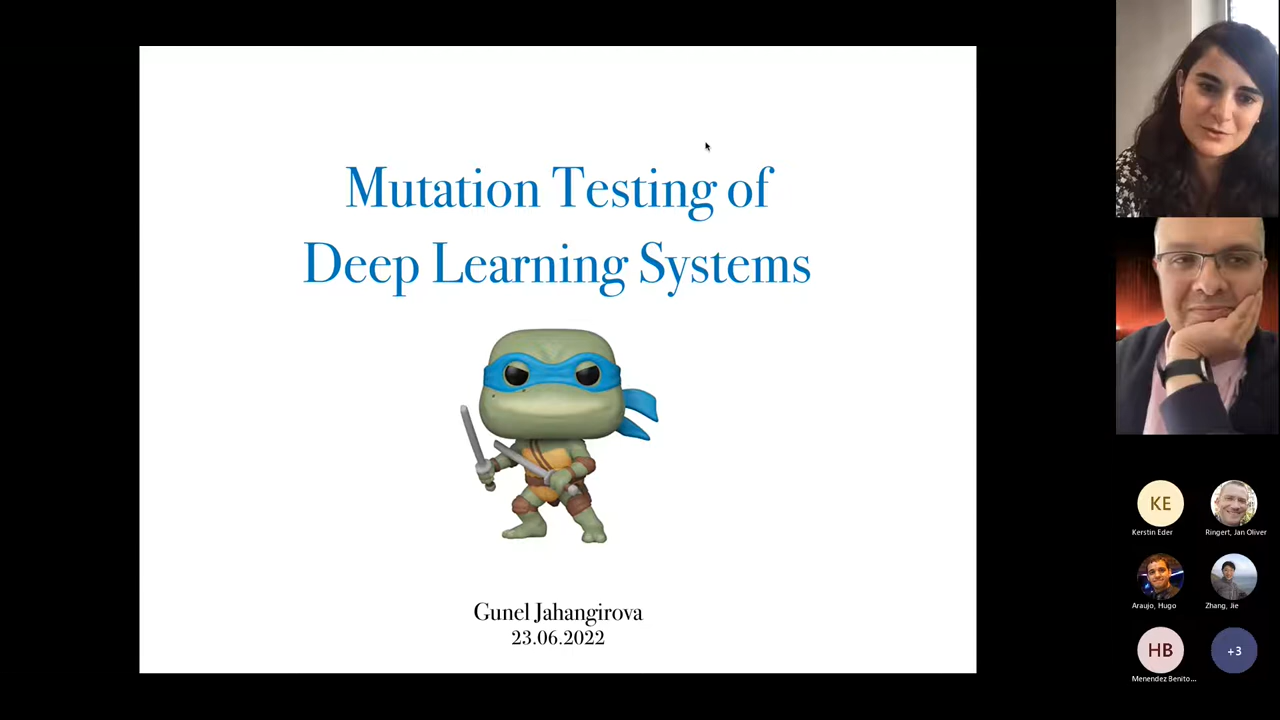 Mutation Testing of
Deep Learning Systems
Gunel Jahangirova
23.06.2022
KE
Kerstin Eder
Ringert, Jan Oliver
Araujo, Hugo
Zhang, Jie
HB
Menendez Benito...
+3